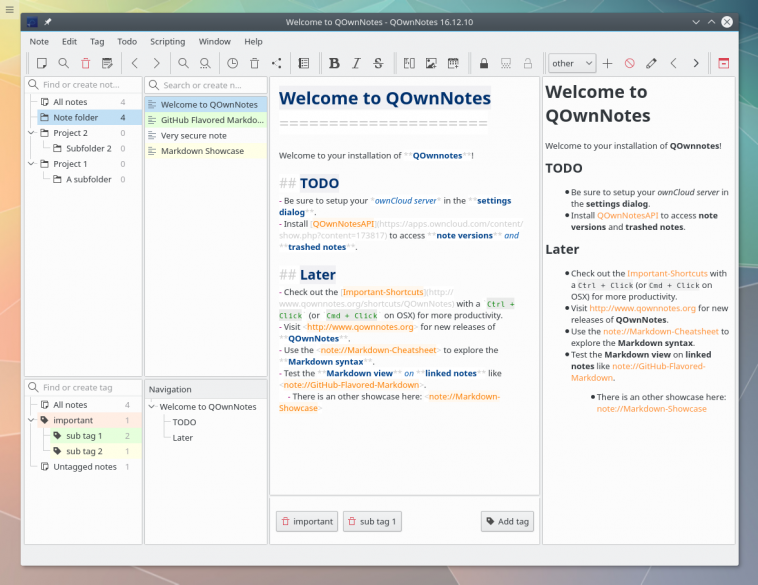 Welcome to QOwnNotes - QOwnNotes 16.12.10
Note Edit Tag Todo Scripting Window Help
B I S other
Find or create not...
All notes 4
Note folder 4
Project 2 0
Subfolder 2 0
Project 1 0
A subfolder 0
Search or create n...
Welcome to QOwnNotes
GitHub Flavored Markdo...
Very secure note
Markdown Showcase
Welcome to QOwnNotes
=====================
Welcome to your installation of **QOwnnotes**!
## TODO
- Be sure to setup your *ownCloud server* in the **settings
dialog**.
- Install [QOwnNotesAPI](https://apps.owncloud.com/content/
show.php?content=173817) to access **note versions** and
**trashed notes**.
## Later
- Check out the [Important-Shortcuts](http://
www.qownnotes.org/shortcuts/QOwnNotes) with a `Ctrl +
Click` (or `Cmd + Click` on OSX) for more productivity.
- Visit <http://www.qownnotes.org> for new releases of
**QOwnNotes**.
- Use the <note://Markdown-Cheatsheet> to explore the
**Markdown syntax**.
- Test the **Markdown view** on **linked notes** like
<note://GitHub-Flavored-Markdown>.
- There is an other showcase here: <note://Markdown-
Showcase>
Welcome to
QOwnNotes
Welcome to your installation of QOwnnotes!
TODO
• Be sure to setup your ownCloud server in
the settings dialog.
• Install QOwnNotesAPI to access note
versions and trashed notes.
Later
• Check out the Important-Shortcuts with
a Ctrl + Click (or Cmd + Click on
OSX) for more productivity.
• Visit http://www.qownnotes.org for new
releases of QOwnNotes.
• Use the note://Markdown-Cheatsheet to
explore the Markdown syntax.
• Test the Markdown view on linked
notes like note://GitHub-Flavored-
Markdown.
• There is an other showcase here:
note://Markdown-Showcase
Find or create tag
All notes 4
important 1
sub tag 1 2
sub tag 2 1
Untagged notes 1
Navigation
Welcome to QOwnNotes
TODO
Later
important sub tag 1 Add tag